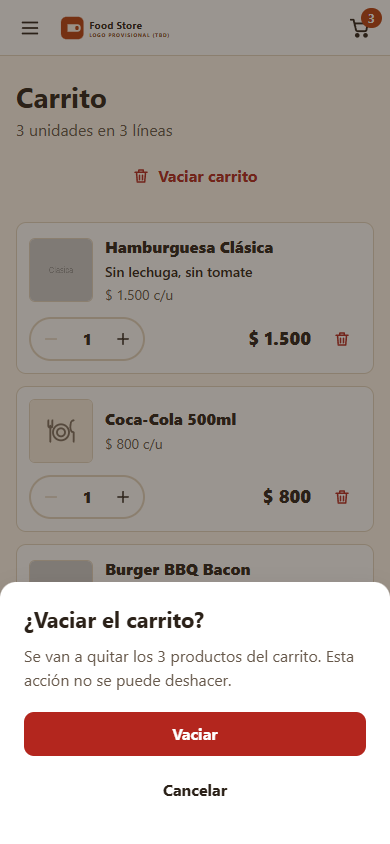 Food Store
LOGO PROVISIONAL (TBD)
3
Carrito
3 unidades en 3 líneas
Vaciar carrito
Clásica
Hamburguesa Clásica
Sin lechuga, sin tomate
$ 1.500 c/u
1
$ 1.500
Coca-Cola 500ml
$ 800 c/u
1
$ 800
Burger BBQ Bacon
¿Vaciar el carrito?
Se van a quitar los 3 productos del carrito. Esta
acción no se puede deshacer.
Vaciar
Cancelar